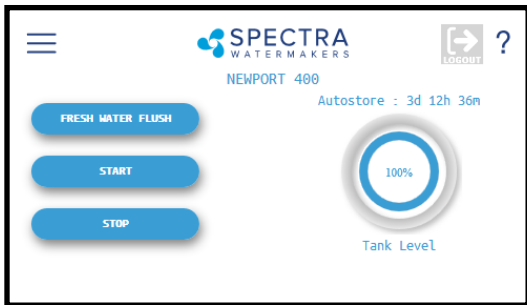 SPECTRA
WATERMAKERS
LOGOUT
?
NEWPORT 400
Autostore : 3d 12h 36m
FRESH WATER FLUSH
START
STOP
100%
Tank Level